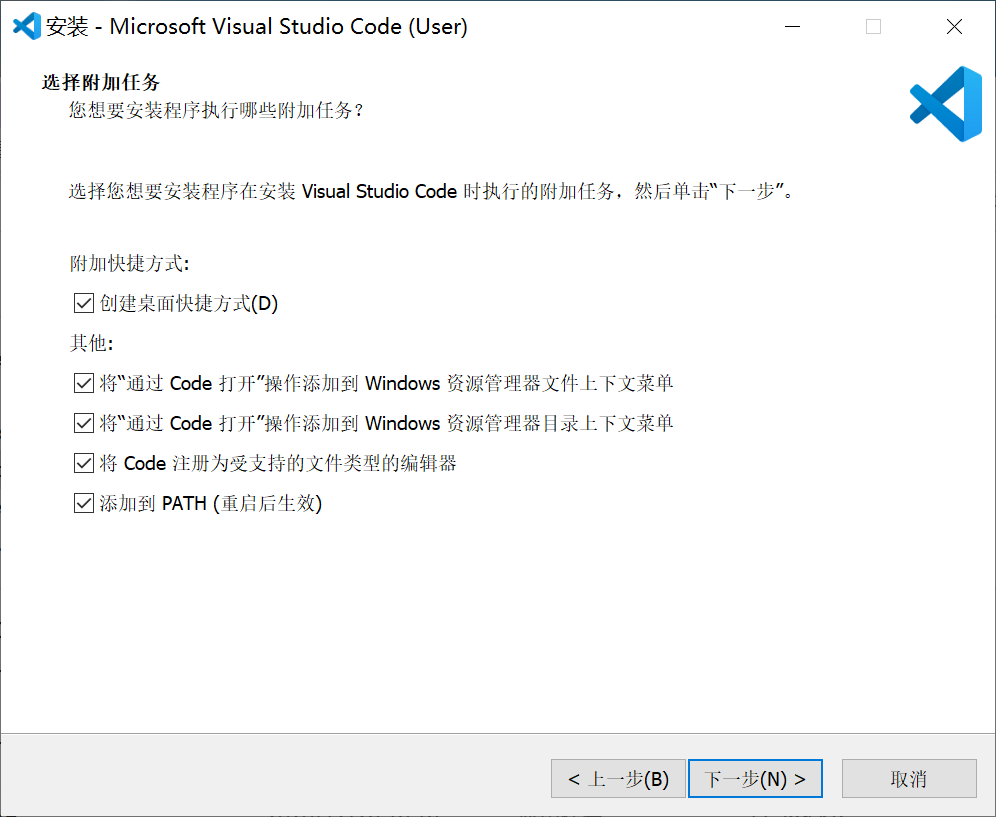 安装 - Microsoft Visual Studio Code (User)
选择附加任务
您想要安装程序执行哪些附加任务？
选择您想要安装程序在安装 Visual Studio Code 时执行的附加任务，然后单击“下一步”。
附加快捷方式:
创建桌面快捷方式(D)
其他:
将“通过 Code 打开”操作添加到 Windows 资源管理器文件上下文菜单
将“通过 Code 打开”操作添加到 Windows 资源管理器目录上下文菜单
将 Code 注册为受支持的文件类型的编辑器
添加到 PATH (重启后生效)
< 上一步(B) 下一步(N) > 取消